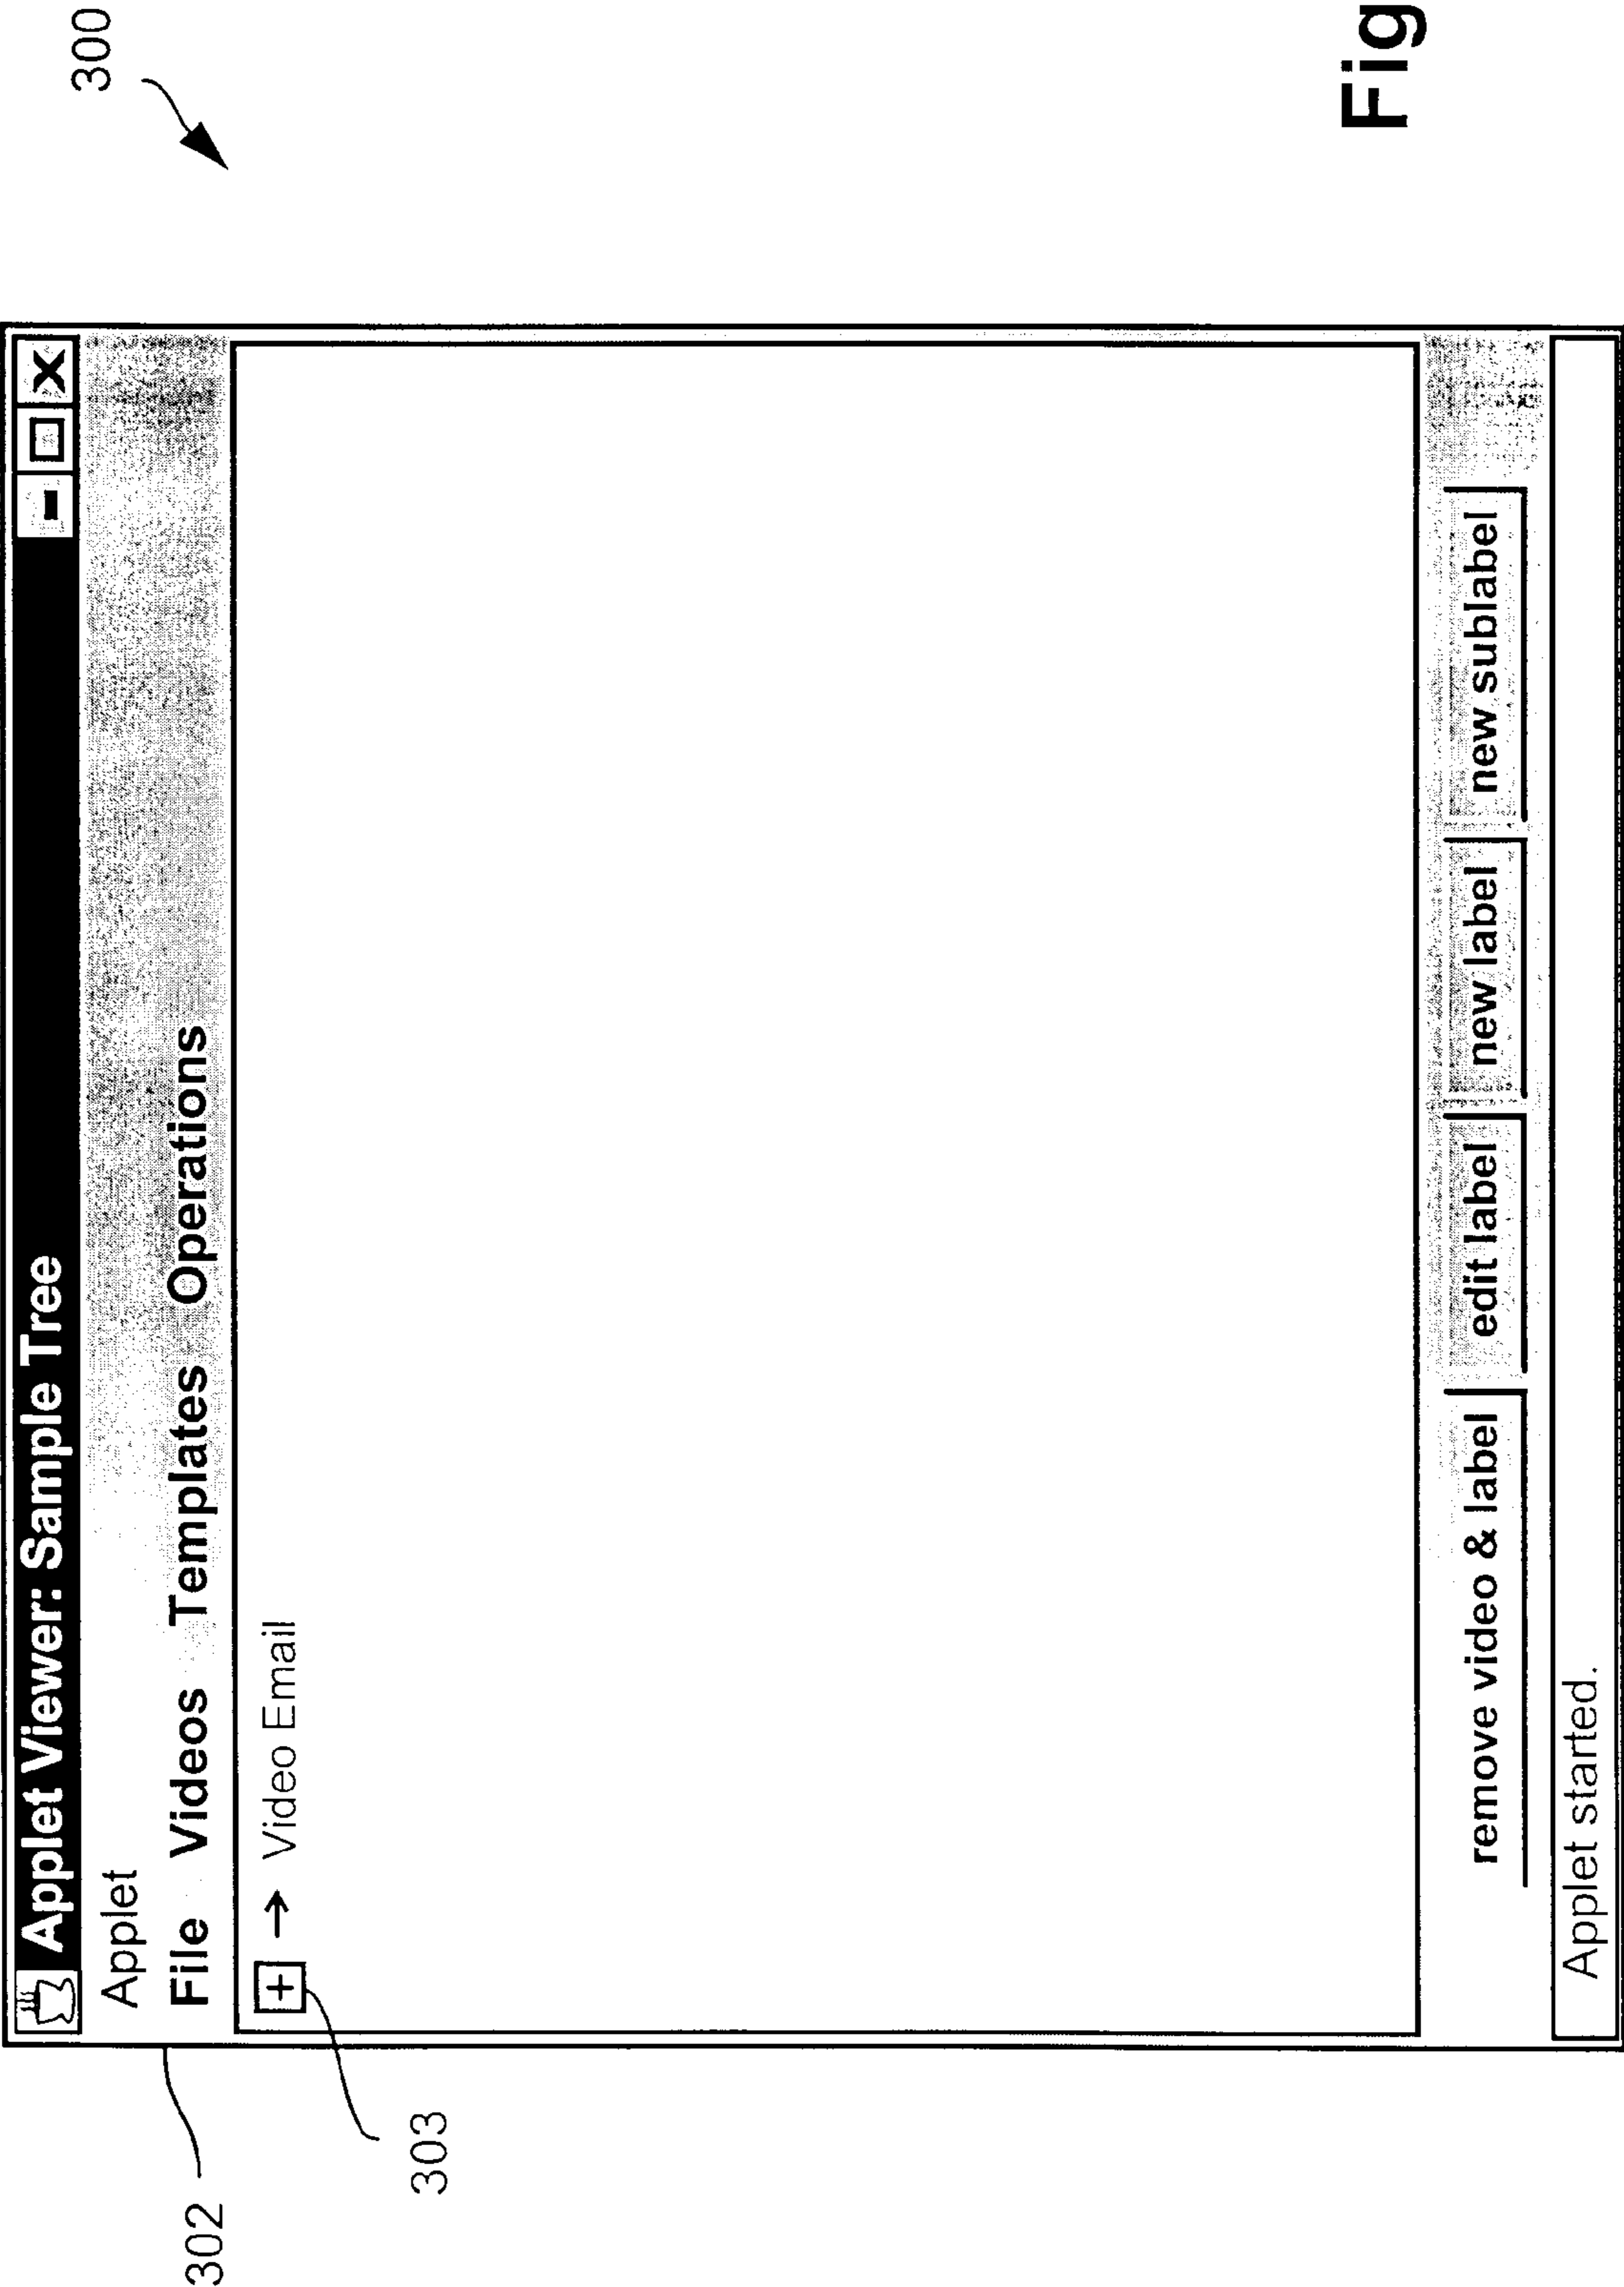 300
Applet Viewer: Sample Tree
Applet
File Videos Templates Operations
302
+ → Video Email
303
remove video & label edit label new label new sublabel
Applet started.
Fig